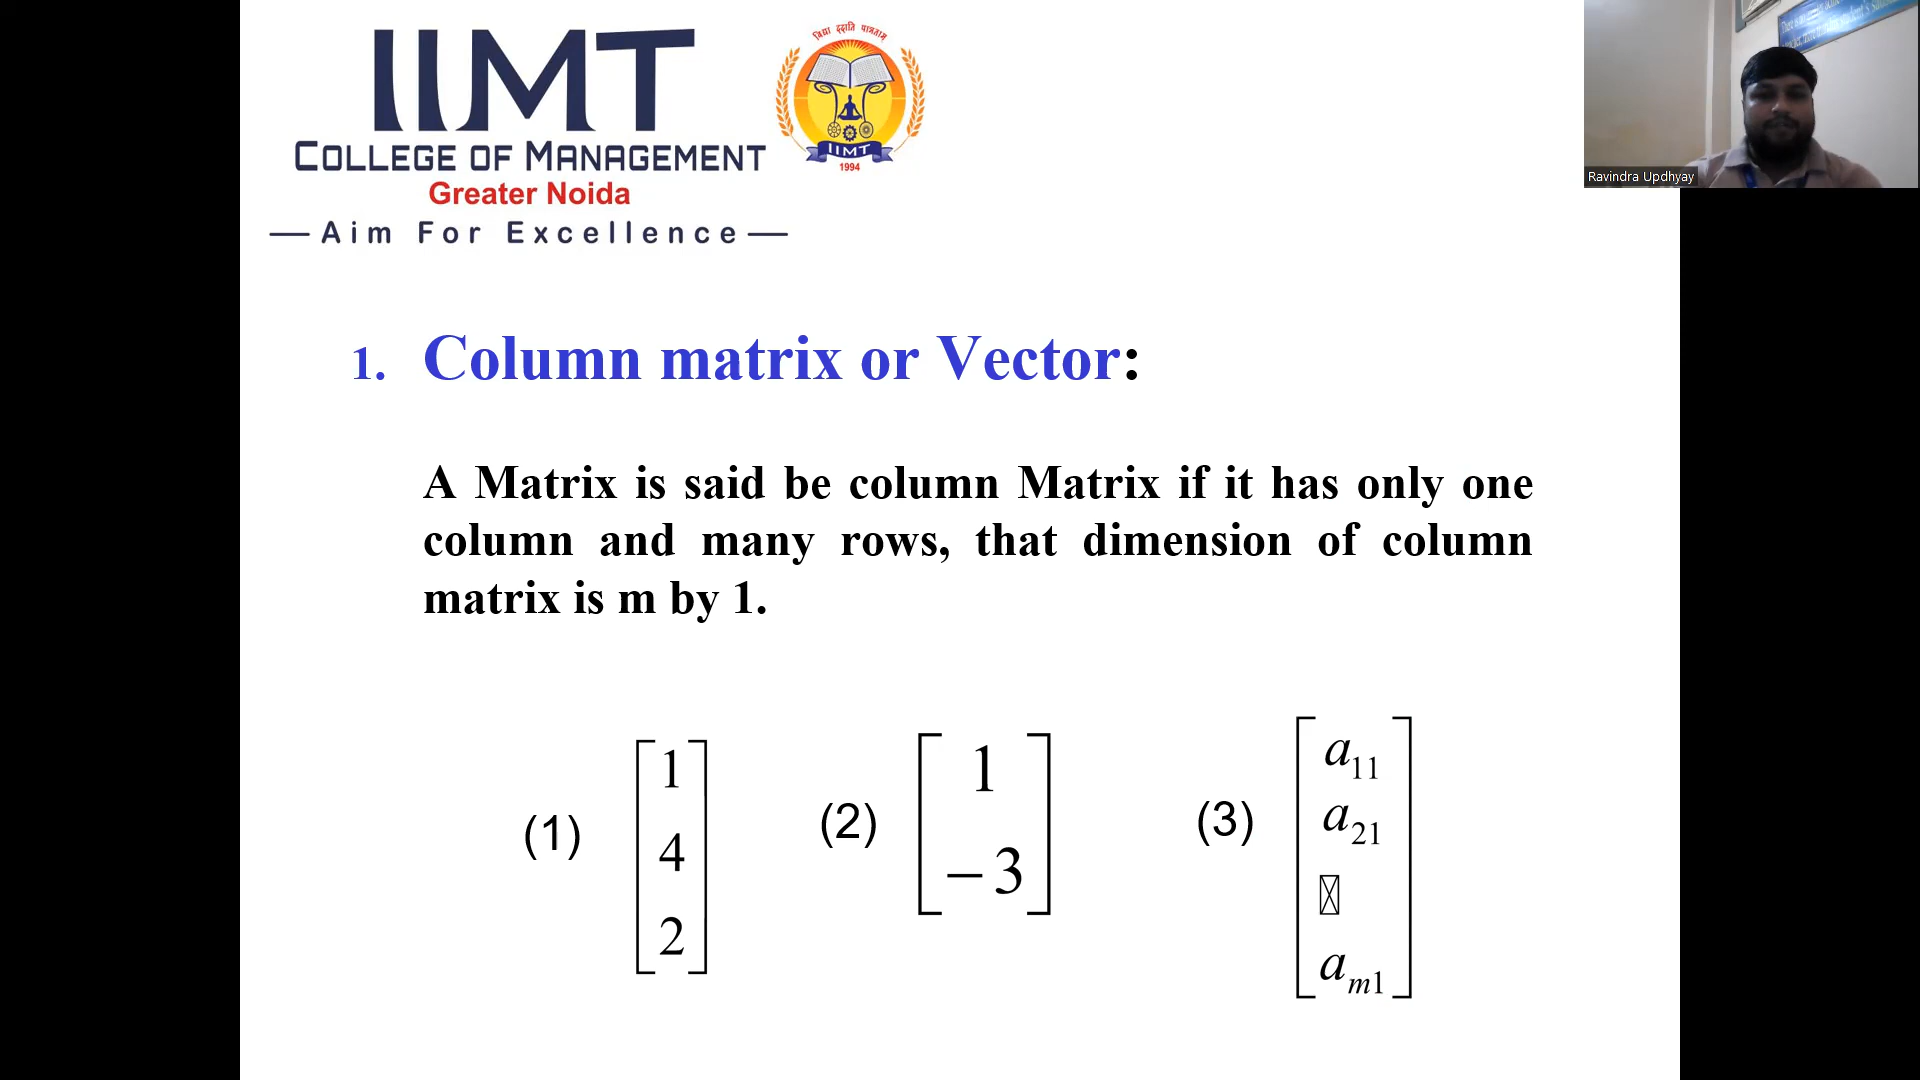 IIMT
COLLEGE OF MANAGEMENT
Greater Noida
Aim For Excellence
विद्या ददाति पात्रताम्
IIMT
1994
Ravindra Updhyay
1. Column matrix or Vector:
A Matrix is said be column Matrix if it has only one
column and many rows, that dimension of column
matrix is m by 1.
(1) [1
4
2]
(2) [1
−3]
(3) [a11
a21
am1]